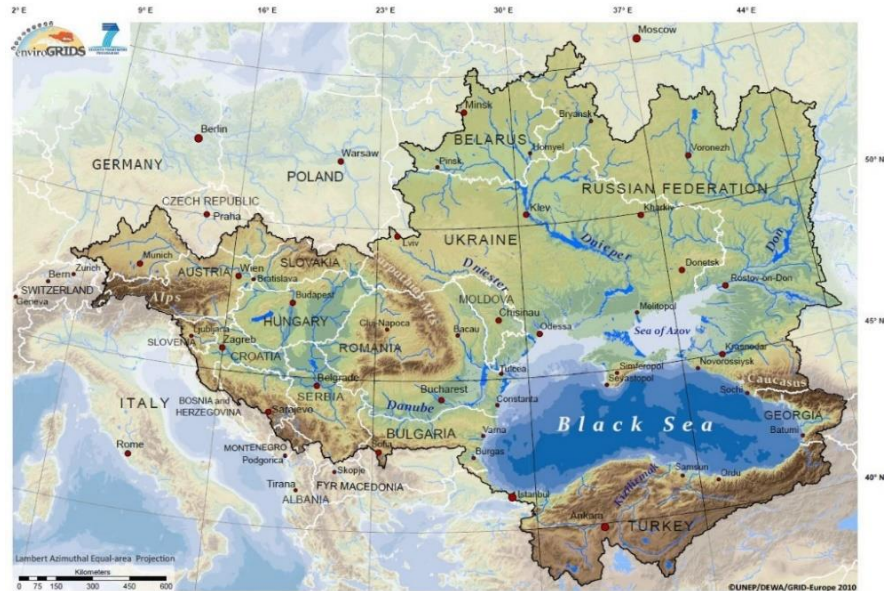 2° E
9° E
16° E
23° E
30° E
37° E
44° E
enviroGRIDS
7
Moscow
Minsk
Bryansk
Berlin
BELARUS
Homyel
Voronezh
Warsaw
Pinsk
50° N
GERMANY
POLAND
RUSSIAN FEDERATION
CZECH REPUBLIC
Praha
Kiev
Kharkiv
Lviv
UKRAINE
Dnieper
Don
SLOVAKIA
Munich
Carpathian Mts
Dniester
Donetsk
Zurich
AUSTRIA
Wien
Bratislava
Bern
SWITZERLAND
Geneva
Alps
Budapest
MOLDOVA
Rostov-on-Don
HUNGARY
Cluj-Napoca
Chisinau
Melitopol
Ljubljana
Bacau
Odessa
45° N
SLOVENIA
Zagreb
ROMANIA
Sea of Azov
CROATIA
Krasnodar
Tulcea
Simferopol
Novorossiysk
Belgrade
Sevastopol
Caucasus
SERBIA
Bucharest
Sochi
ITALY
BOSNIA and
HERZEGOVINA
Sarajevo
Danube
Constanta
Black Sea
GEORGIA
Varna
BULGARIA
Batumi
MONTENEGRO
Sofia
Burgas
Rome
Podgorica
Skopje
Samsun
Ordu
40° N
Tirana
FYR MACEDONIA
ALBANIA
Istanbul
Kizilirmak
Ankara
TURKEY
Lambert Azimuthal Equal-area Projection
Kilometers
0 75 150 300 450 600
©UNEP/DEWA/GRID-Europe 2010